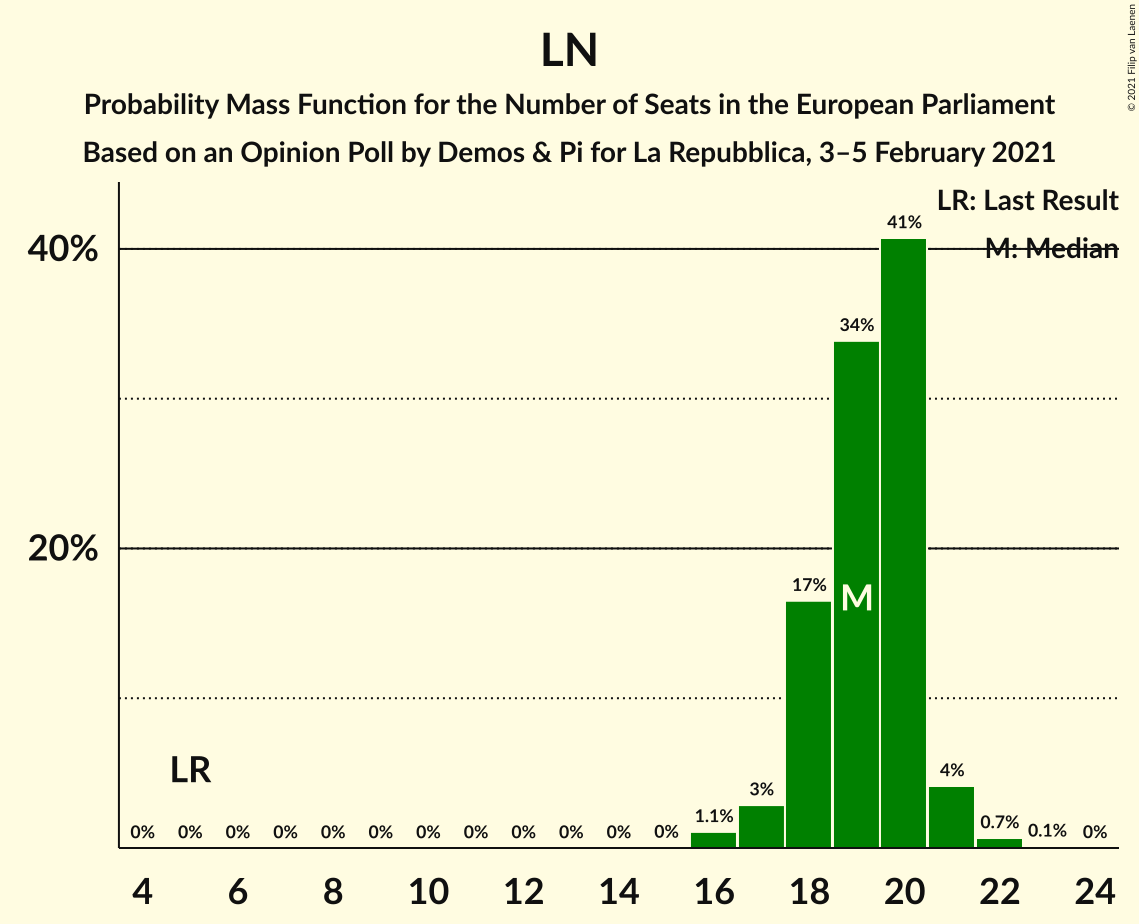 LN
Probability Mass Function for the Number of Seats in the European Parliament
Based on an Opinion Poll by Demos & Pi for La Repubblica, 3–5 February 2021
© 2021 Filip van Laenen
LR: Last Result
M: Median
40%
20%
41%
34%
17%
M
LR
4%
3%
1.1%
0.7%
0% 0% 0% 0% 0% 0% 0% 0% 0% 0% 0% 0% 0.1% 0%
4 6 8 10 12 14 16 18 20 22 24